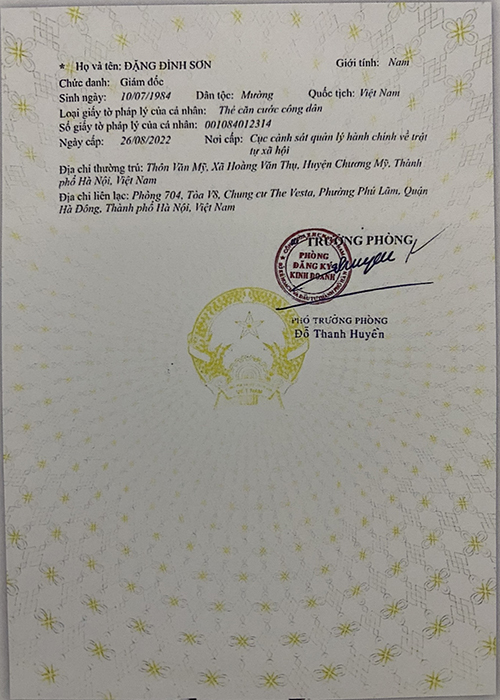 * Họ và tên: ĐẶNG ĐÌNH SƠN Giới tính: Nam
Chức danh: Giám đốc
Sinh ngày: 10/07/1984 Dân tộc: Mường Quốc tịch: Việt Nam
Loại giấy tờ pháp lý của cá nhân: Thẻ căn cước công dân
Số giấy tờ pháp lý của cá nhân: 001084012314
Ngày cấp: 26/08/2022 Nơi cấp: Cục cảnh sát quản lý hành chính về trật
tự xã hội
Địa chỉ thường trú: Thôn Văn Mỹ, Xã Hoàng Văn Thụ, Huyện Chương Mỹ, Thành
phố Hà Nội, Việt Nam
Địa chỉ liên lạc: Phòng 704, Tòa V8, Chung cư The Vesta, Phường Phú Lãm, Quận
Hà Đông, Thành phố Hà Nội, Việt Nam
TRƯỞNG PHÒNG
PHÒNG
ĐĂNG KÝ
KINH DOANH
PHÓ TRƯỞNG PHÒNG
Đỗ Thanh Huyền
VIỆT NAM